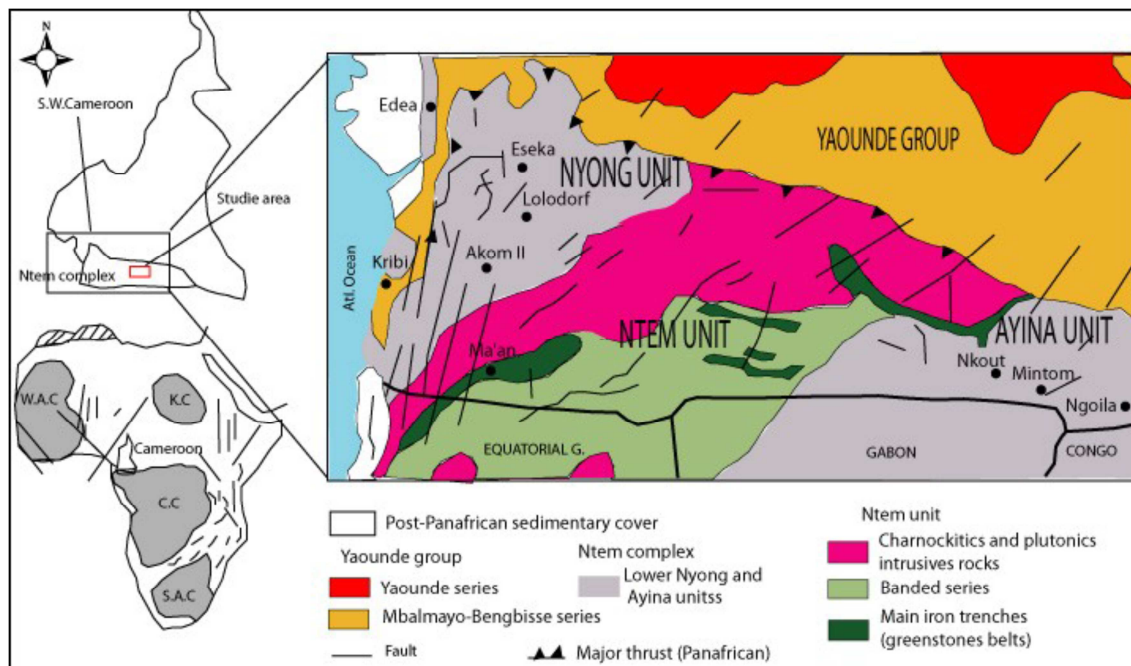 N
S.W.Cameroon
Studie area
Ntem complex
W.A.C
K.C
Cameroon
C.C
S.A.C
Edea
YAOUNDE GROUP
Eseka
NYONG UNIT
Lolodorf
Akom II
Kribi
Atl. Ocean
NTEM UNIT
AYINA UNIT
Ma'an
Nkout
Mintom
Ngoila
EQUATORIAL G.
GABON
CONGO
Post-Panafrican sedimentary cover
Yaounde group
Yaounde series
Mbalmayo-Bengbisse series
Fault
Ntem complex
Lower Nyong and
Ayina unitss
Major thrust (Panafrican)
Ntem unit
Charnockitics and plutonics
intrusives rocks
Banded series
Main iron trenches
(greenstones belts)